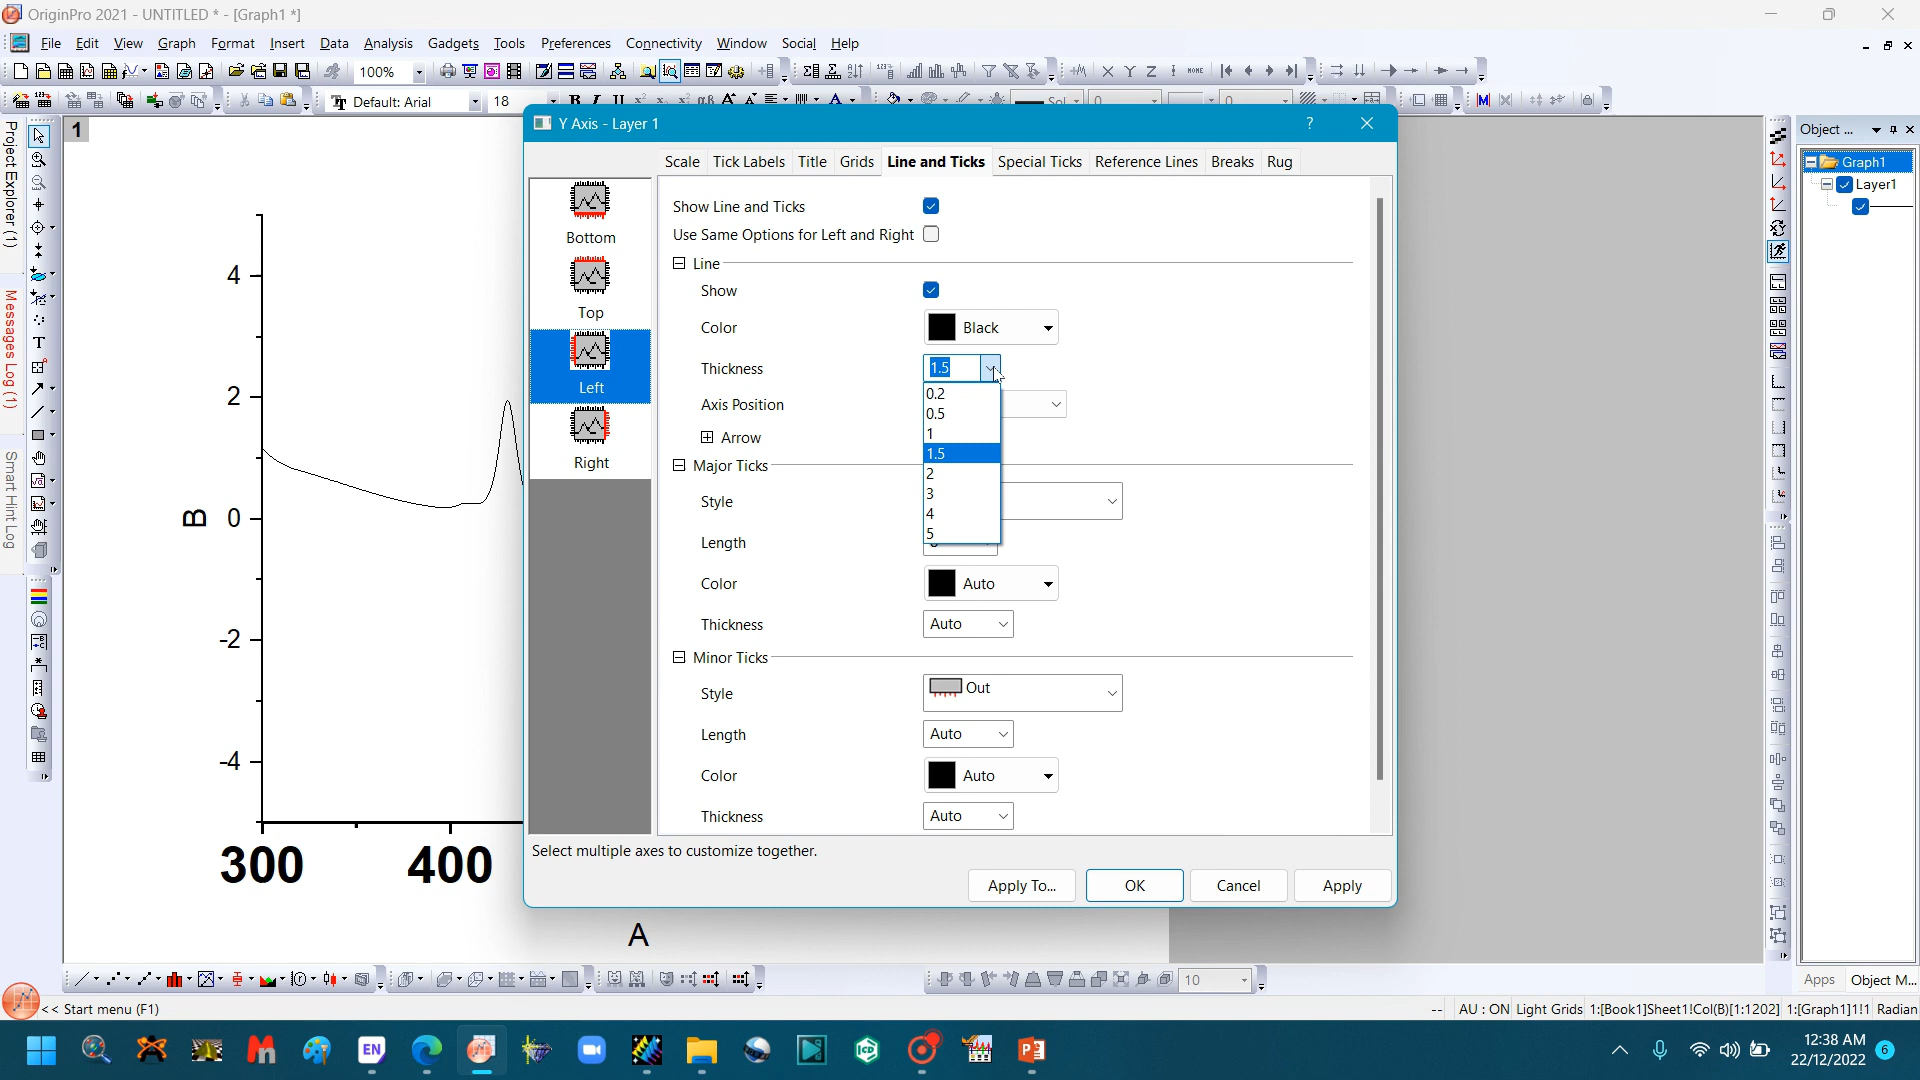 OriginPro 2021 - UNTITLED * - [Graph1 *]
File Edit View Graph Format Insert Data Analysis Gadgets Tools Preferences Connectivity Window Social Help
100%
Default: Arial 18
1
Project Explorer (1)
Messages Log (1)
Smart Hint Log
4
2
0
-2
-4
B
300 400
A
Y Axis - Layer 1
Scale Tick Labels Title Grids Line and Ticks Special Ticks Reference Lines Breaks Rug
Bottom
Top
Left
Right
Show Line and Ticks
Use Same Options for Left and Right
Line
Show
Color Black
Thickness 1.5
0.2
0.5
1
1.5
2
3
4
5
Axis Position
Arrow
Major Ticks
Style
Length
Color Auto
Thickness Auto
Minor Ticks
Style Out
Length Auto
Color Auto
Thickness Auto
Select multiple axes to customize together.
Apply To... OK Cancel Apply
Object ...
Graph1
Layer1
Apps Object M...
10
<< Start menu (F1)
-- AU : ON Light Grids 1:[Book1]Sheet1!Col(B)[1:1202] 1:[Graph1]1!1 Radian
EN
ICD
12:38 AM
22/12/2022
6